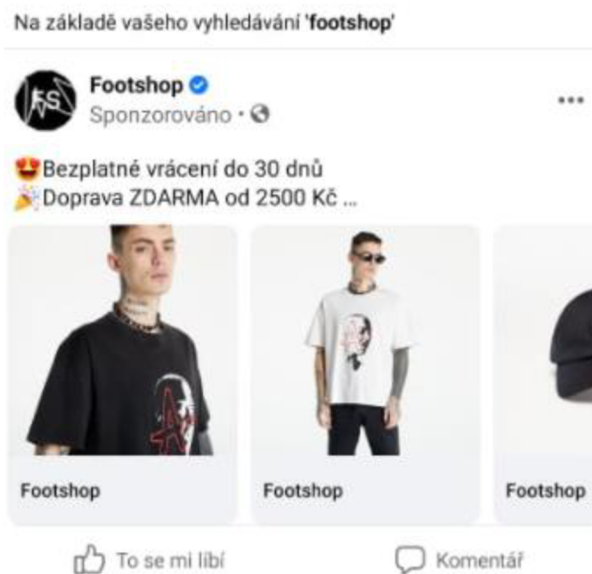 Na základě vašeho vyhledávání 'footshop'
FS
Footshop
Sponzorováno ·
😍Bezplatné vrácení do 30 dnů
🎉Doprava ZDARMA od 2500 Kč ...
Footshop
Footshop
Footshop
To se mi líbí
Komentář